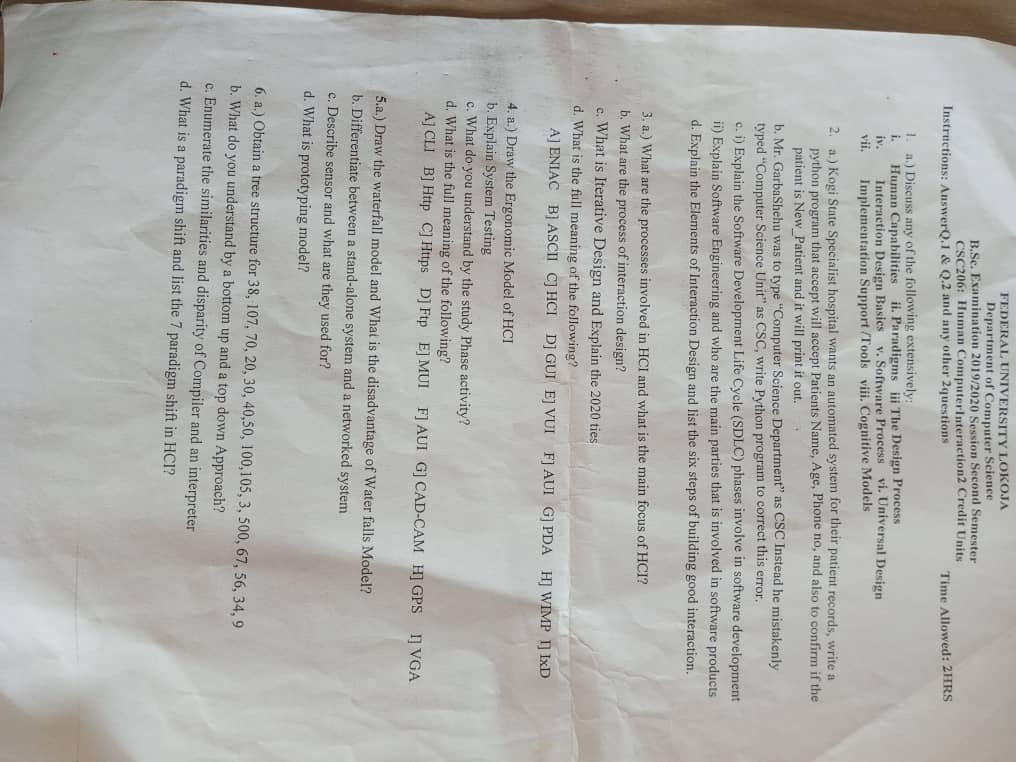 FEDERAL UNIVERSITY LOKOJA
Department of Computer Science
B.Sc. Examination 2019/2020 Session Second Semester
CSC206: Human ComputerInteraction2 Credit Units
Instructions: AnswerQ.1 & Q.2 and any other 2questions Time Allowed: 2HRS
1. a.) Discuss any of the following extensively:
i. Human Capabilities ii. Paradigms iii The Design Process
iv. Interaction Design Basics v. Software Process vi. Universal Design
vii. Implementation Support /Tools viii. Cognitive Models
2. a.) Kogi State Specialist hospital wants an automated system for their patient records, write a
python program that accept will accept Patients Name, Age, Phone no, and also to confirm if the
patient is New_Patient and it will print it out.
b. Mr. GarbaShehu was to type “Computer Science Department” as CSC Instead he mistakenly
typed “Computer Science Unit” as CSC, write Python program to correct this error.
c. i) Explain the Software Development Life Cycle (SDLC) phases involve in software development
ii) Explain Software Engineering and who are the main parties that is involved in software products
d. Explain the Elements of Interaction Design and list the six steps of building good interaction.
3. a.) What are the processes involved in HCI and what is the main focus of HCI?
b. What are the process of interaction design?
c. What is Iterative Design and Explain the 2020 ties
d. What is the full meaning of the following?
A] ENIAC B] ASCII C] HCI D] GUI E] VUI F] AUI G] PDA H] WIMP I] IxD
4. a.) Draw the Ergonomic Model of HCI
b. Explain System Testing
c. What do you understand by the study Phase activity?
d. What is the full meaning of the following?
A] CLI B] Http C] Https D] Ftp E] MUI F] AUI G] CAD-CAM H] GPS I] VGA
5.a.) Draw the waterfall model and What is the disadvantage of Water falls Model?
b. Differentiate between a stand-alone system and a networked system
c. Describe sensor and what are they used for?
d. What is prototyping model?
6. a.) Obtain a tree structure for 38, 107, 70, 20, 30, 40,50, 100,105, 3, 500, 67, 56, 34, 9
b. What do you understand by a bottom up and a top down Approach?
c. Enumerate the similarities and disparity of Compiler and an interpreter
d. What is a paradigm shift and list the 7 paradigm shift in HCI?